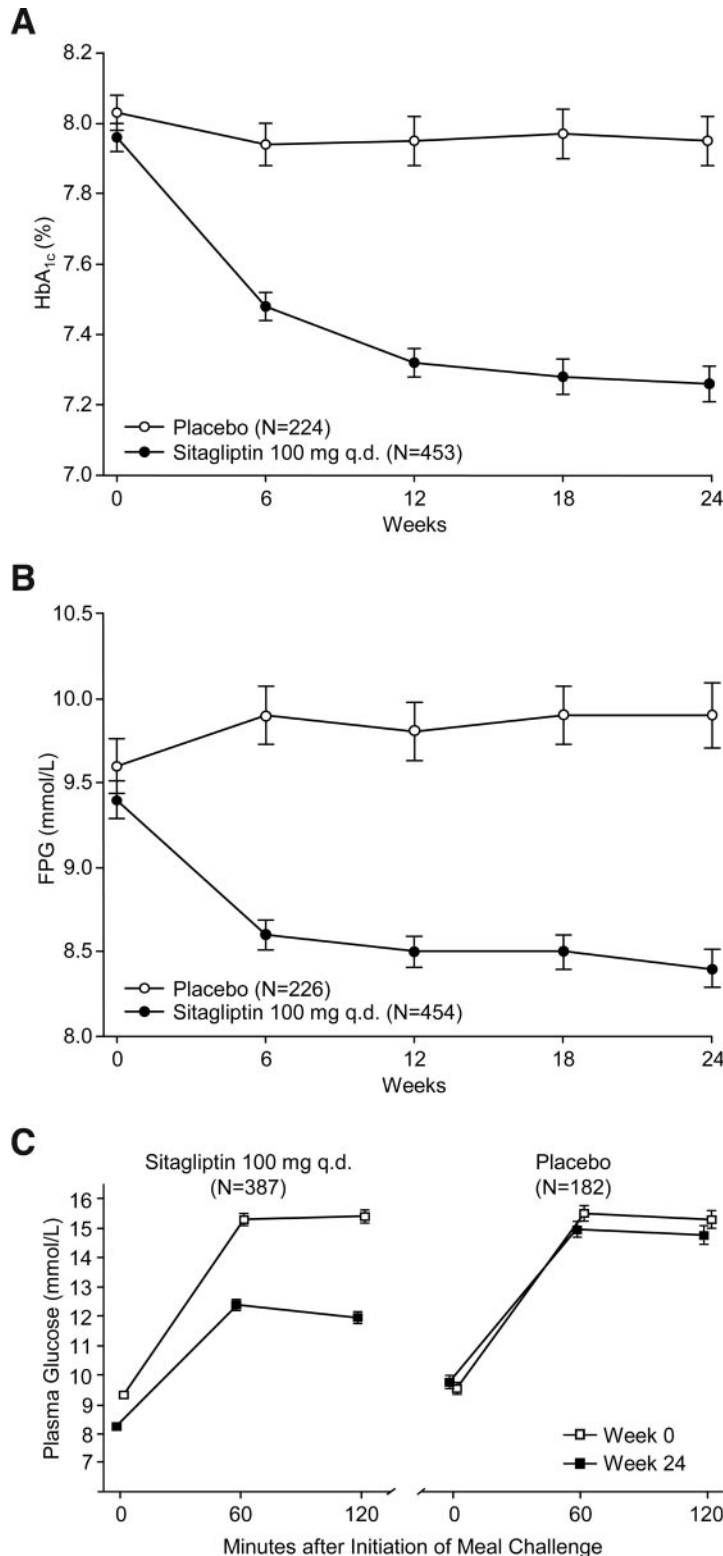 A
8.2
8.0
7.8
7.6
7.4
7.2
7.0
HbA1c (%)
Placebo (N=224)
Sitagliptin 100 mg q.d. (N=453)
0 6 12 18 24
Weeks
B
10.5
10.0
9.5
9.0
8.5
8.0
FPG (mmol/L)
Placebo (N=226)
Sitagliptin 100 mg q.d. (N=454)
0 6 12 18 24
Weeks
C
Sitagliptin 100 mg q.d. Placebo
(N=387) (N=182)
16
15
14
13
12
11
10
9
8
7
Plasma Glucose (mmol/L)
Week 0
Week 24
0 60 120 0 60 120
Minutes after Initiation of Meal Challenge